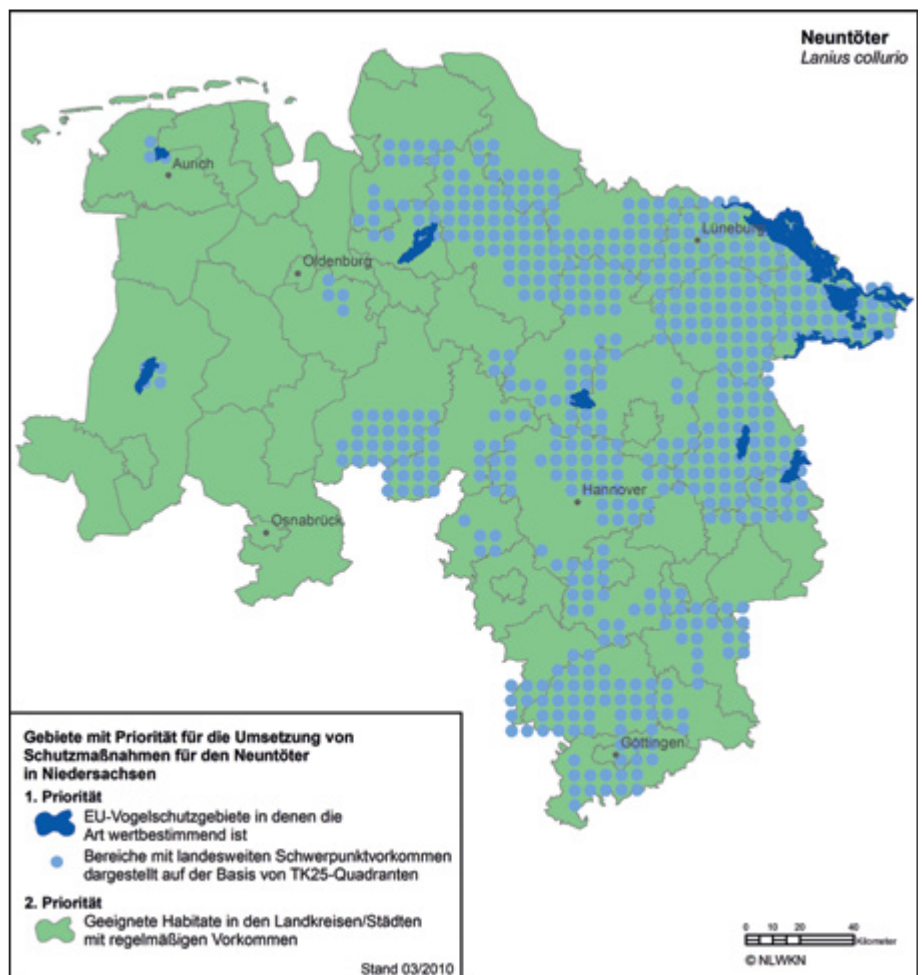 Neuntöter
Lanius collurio
Aurich
Lüneburg
Oldenburg
Hannover
Osnabrück
Göttingen
Gebiete mit Priorität für die Umsetzung von
Schutzmaßnahmen für den Neuntöter
in Niedersachsen
1. Priorität
EU-Vogelschutzgebiete in denen die
Art wertbestimmend ist
Bereiche mit landesweiten Schwerpunktvorkommen
dargestellt auf der Basis von TK25-Quadranten
2. Priorität
Geeignete Habitate in den Landkreisen/Städten
mit regelmäßigen Vorkommen
Stand 03/2010
0 5 10 20 30 40
Kilometer
© NLWKN